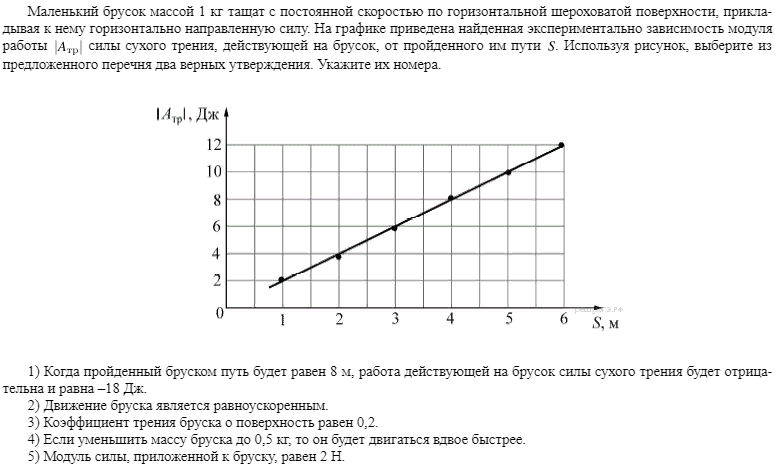 Маленький брусок массой 1 кг тащат с постоянной скоростью по горизонтальной шероховатой поверхности, прикла-
дывая к нему горизонтально направленную силу. На графике приведена найденная экспериментально зависимость модуля
работы |Aтр| силы сухого трения, действующей на брусок, от пройденного им пути S. Используя рисунок, выберите из
предложенного перечня два верных утверждения. Укажите их номера.
|Aтр|, Дж
12
10
8
6
4
2
0
1 2 3 4 5 6 S, м
1) Когда пройденный бруском путь будет равен 8 м, работа действующей на брусок силы сухого трения будет отрица-
тельна и равна –18 Дж.
2) Движение бруска является равноускоренным.
3) Коэффициент трения бруска о поверхность равен 0,2.
4) Если уменьшить массу бруска до 0,5 кг, то он будет двигаться вдвое быстрее.
5) Модуль силы, приложенной к бруску, равен 2 Н.